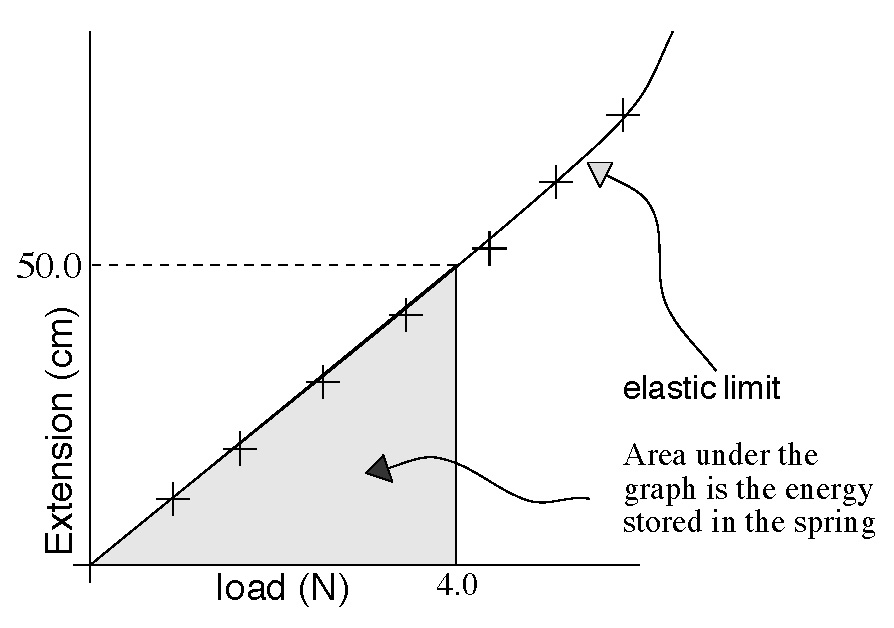 50.0
Extension (cm)
elastic limit
Area under the
graph is the energy
stored in the spring
load (N)
4.0